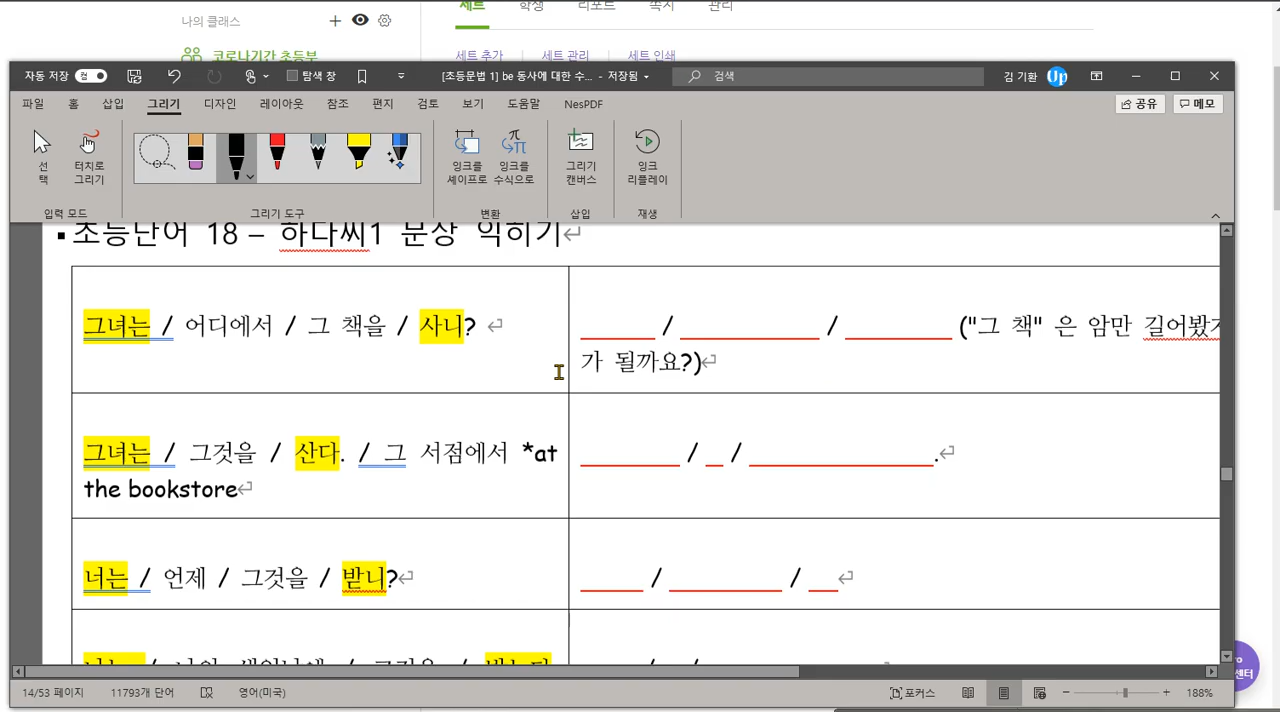 나의 클래스
세트 학생 리포트 쪽지 관리
코로나기간 초등부
세트 추가 세트 관리 세트 인쇄
자동 저장 컴 [초등문법 1] be 동사에 대한 수... - 저장됨 검색 김 기환 Up
파일 홈 삽입 그리기 디자인 레이아웃 참조 편지 검토 보기 도움말 NesPDF 공유 메모
탐색 창
선택
터치로 그리기
잉크를 셰이프로
잉크를 수식으로
그리기 캔버스
잉크 리플레이
입력 모드 그리기 도구 변환 삽입 재생
▪ 초등단어 18 – 하다씨1 문장 익히기
그녀는 / 어디에서 / 그 책을 / 사니?
/ / ("그 책" 은 암만 길어봤자
가 될까요?)
그녀는 / 그것을 / 산다. / 그 서점에서 *at
the bookstore
/ / .
너는 / 언제 / 그것을 / 받니?
/ /
14/53 페이지 11793개 단어 영어(미국) 포커스 188%
센터